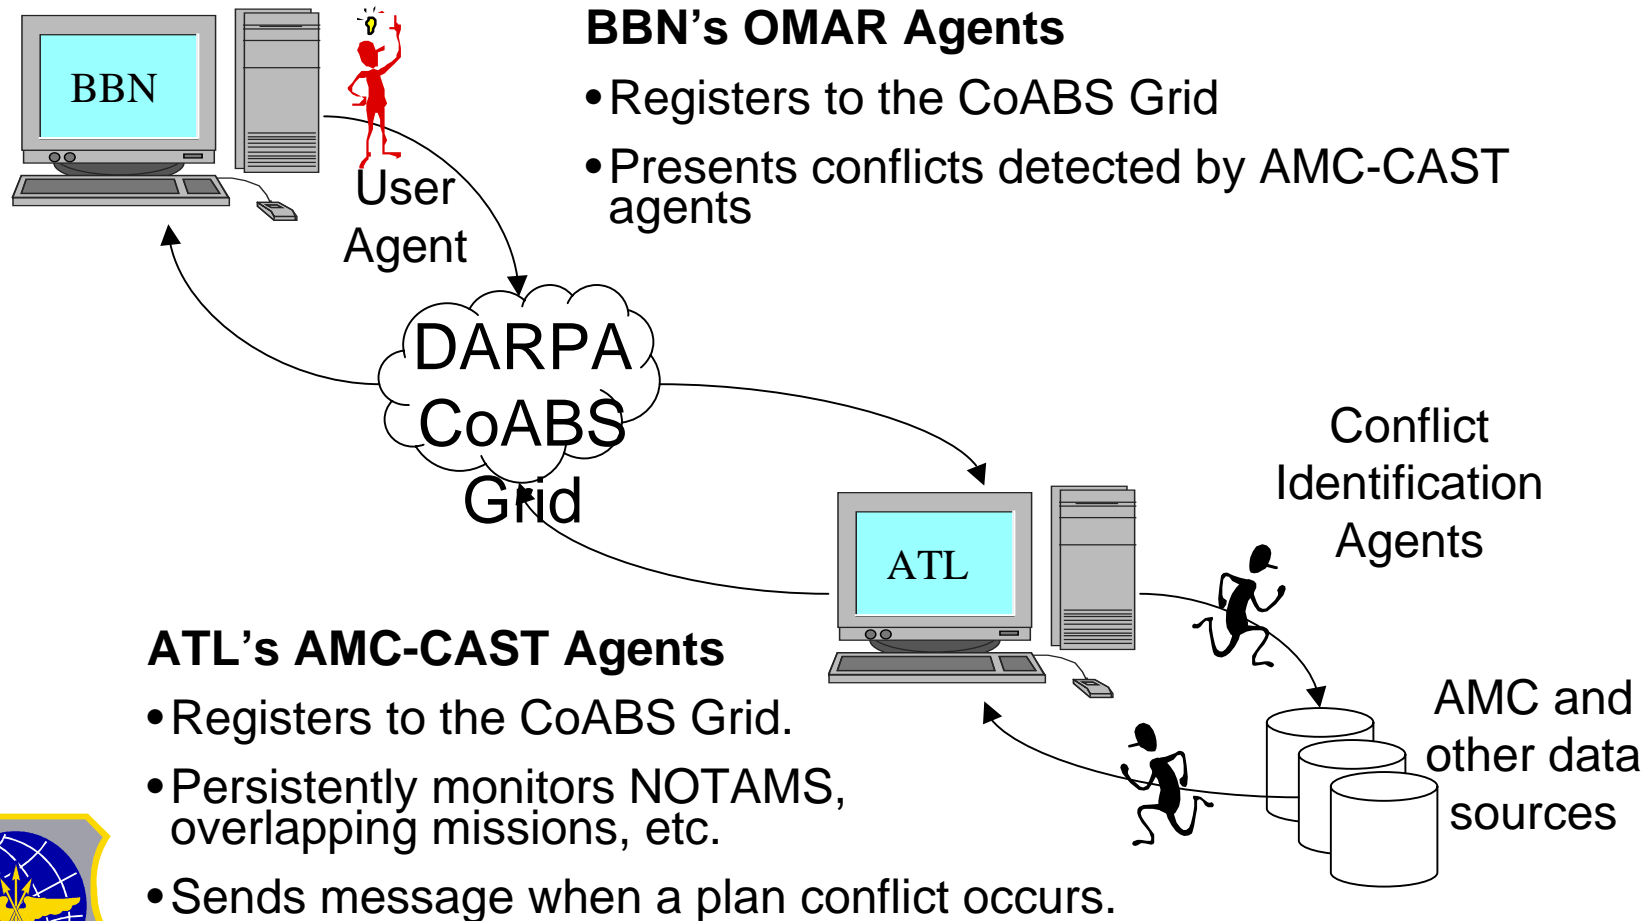 BBN
BBN’s OMAR Agents
•Registers to the CoABS Grid
•Presents conflicts detected by AMC-CAST
agents
User
Agent
DARPA
CoABS
Grid
Conflict
Identification
Agents
ATL
ATL’s AMC-CAST Agents
•Registers to the CoABS Grid.
•Persistently monitors NOTAMS,
overlapping missions, etc.
•Sends message when a plan conflict occurs.
AMC and
other data
sources